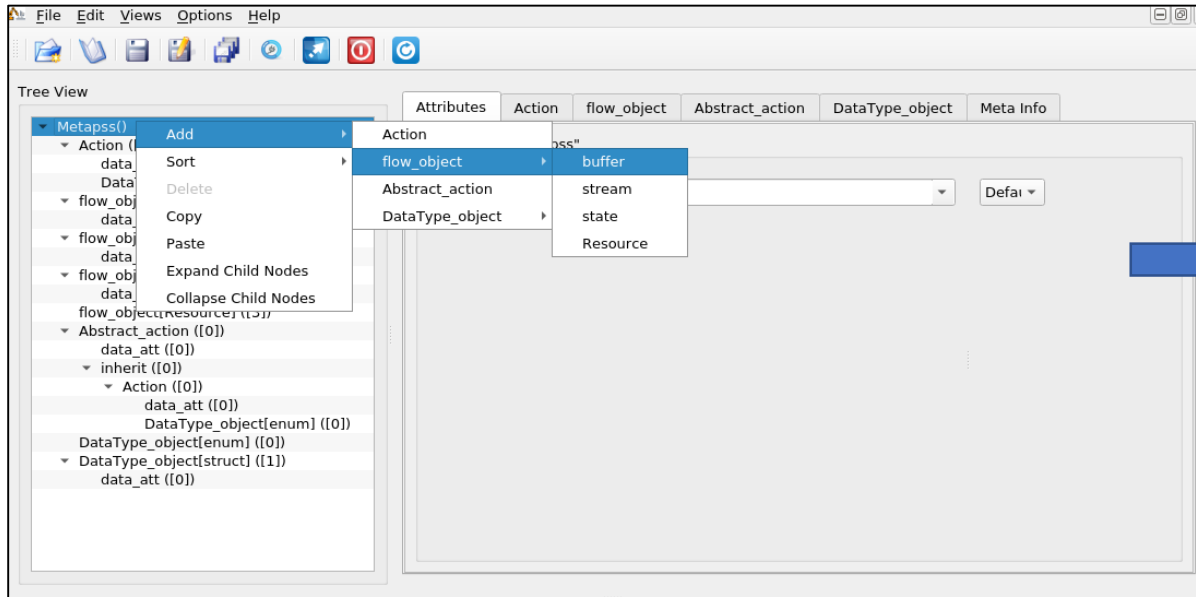 File Edit Views Options Help
Tree View
Attributes Action flow_object Abstract_action DataType_object Meta Info
Metapss()
Action (
data_
Data
flow_obj
data_
flow_obj
data_
flow_obj
data_
flow_object[Resource] ([3])
Abstract_action ([0])
data_att ([0])
inherit ([0])
Action ([0])
data_att ([0])
DataType_object[enum] ([0])
DataType_object[enum] ([0])
DataType_object[struct] ([1])
data_att ([0])
Add
Sort
Delete
Copy
Paste
Expand Child Nodes
Collapse Child Nodes
Action
flow_object
Abstract_action
DataType_object
buffer
stream
state
Resource
pss"
Defau